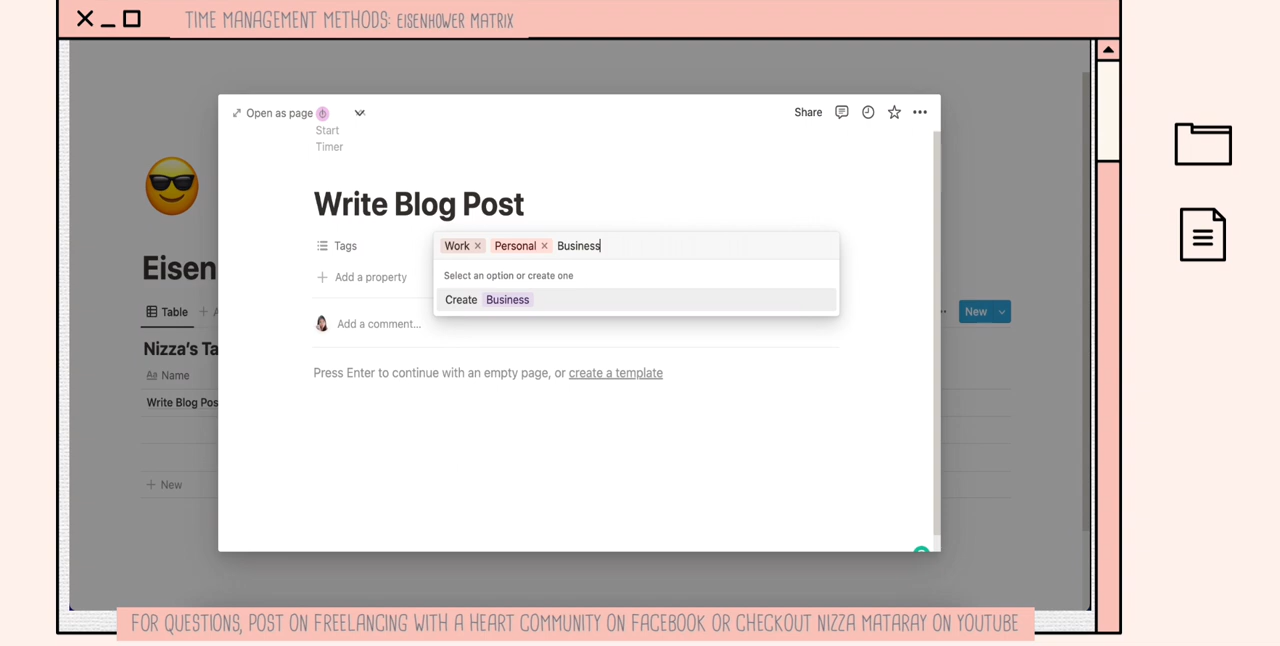 TIME MANAGEMENT METHODS: EISENHOWER MATRIX
Open as page
Start
Timer
Share
Write Blog Post
Tags
Work × Personal × Business
Select an option or create one
Create Business
Add a property
Add a comment...
Press Enter to continue with an empty page, or create a template
Eisen
Table
New
Nizza's Ta
Aa Name
Write Blog Pos
+ New
FOR QUESTIONS, POST ON FREELANCING WITH A HEART COMMUNITY ON FACEBOOK OR CHECKOUT NIZZA MATARAY ON YOUTUBE